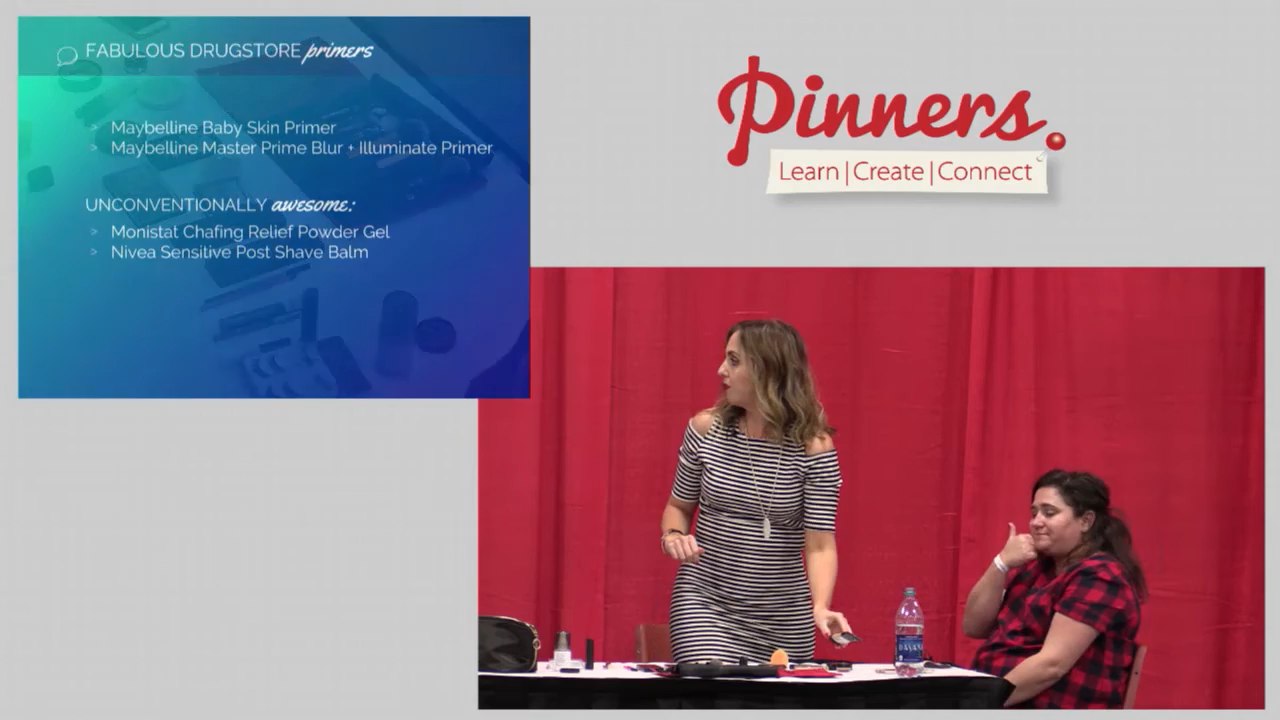 FABULOUS DRUGSTORE primers
> Maybelline Baby Skin Primer
> Maybelline Master Prime Blur + Illuminate Primer
UNCONVENTIONALLY awesome:
> Monistat Chafing Relief Powder Gel
> Nivea Sensitive Post Shave Balm
Pinners.
Learn|Create|Connect
DASANI